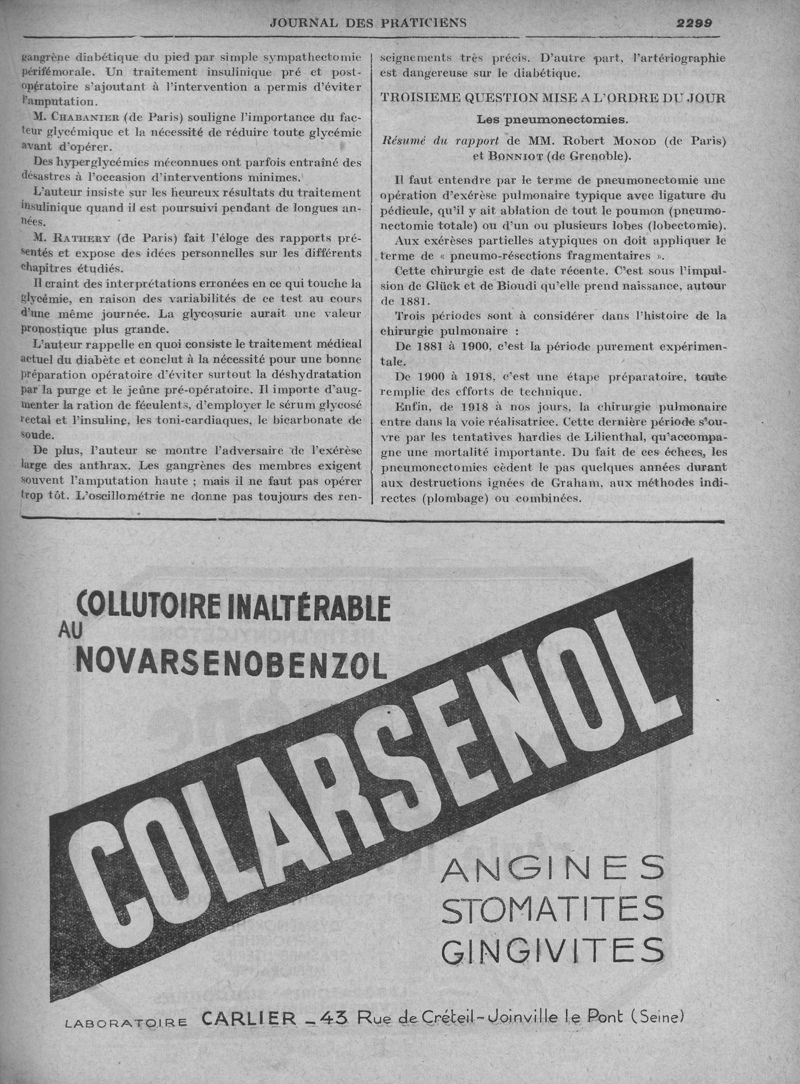 JOURNAL DES PRATICIENS 2299
gangrène diabétique du pied par simple sympathectomie
périfémorale. Un traitement insulinique pré et post-
opératoire s'ajoutant à l'intervention a permis d'éviter
l'amputation.
M. CHABANIER (de Paris) souligne l'importance du fac-
teur glycémique et la nécessité de réduire toute glycémie
avant d'opérer.
Des hyperglycémies méconnues ont parfois entraîné des
désastres à l'occasion d'interventions minimes.
L'auteur insiste sur les heureux résultats du traitement
insulinique quand il est poursuivi pendant de longues an-
nées.
M. RATHERY (de Paris) fait l'éloge des rapports pré-
sentés et expose des idées personnelles sur les différents
chapitres étudiés.
Il craint des interprétations erronées en ce qui touche la
glycémie, en raison des variabilités de ce test au cours
d'une même journée. La glycosurie aurait une valeur
pronostique plus grande.
L'auteur rappelle en quoi consiste le traitement médical
actuel du diabète et conclut à la nécessité pour une bonne
préparation opératoire d'éviter surtout la déshydratation
par la purge et le jeûne pré-opératoire. Il importe d'aug-
menter la ration de féculents, d'employer le sérum glycosé
rectal et l'insuline, les toni-cardiaques, le bicarbonate de
soude.
De plus, l'auteur se montre l'adversaire de l'exérèse
large des anthrax. Les gangrènes des membres exigent
souvent l'amputation haute ; mais il ne faut pas opérer
trop tôt. L'oscillométrie ne donne pas toujours des ren-
seignements très précis. D'autre part, l'artériographie
est dangereuse sur le diabétique.
TROISIEME QUESTION MISE A L'ORDRE DU JOUR
Les pneumonectomies.
Résumé du rapport de MM. Robert MONOD (de Paris)
et BONNIOT (de Grenoble).
Il faut entendre par le terme de pneumonectomie une
opération d'exérèse pulmonaire typique avec ligature du
pédicule, qu'il y ait ablation de tout le poumon (pneumo-
nectomie totale) ou d'un ou plusieurs lobes (lobectomie).
Aux exérèses partielles atypiques on doit appliquer le
terme de « pneumo-résections fragmentaires ».
Cette chirurgie est de date récente. C'est sous l'impul-
sion de Glück et de Bioudi qu'elle prend naissance, autour
de 1881.
Trois périodes sont à considérer dans l'histoire de la
chirurgie pulmonaire :
De 1881 à 1900, c'est la période purement expérimen-
tale.
De 1900 à 1918, c'est une étape préparatoire, toute
remplie des efforts de technique.
Enfin, de 1918 à nos jours, la chirurgie pulmonaire
entre dans la voie réalisatrice. Cette dernière période s'ou-
vre par les tentatives hardies de Lilienthal, qu'accompa-
gne une mortalité importante. Du fait de ces échees, les
pneumonectomies cèdent le pas quelques années durant
aux destructions ignées de Graham, aux méthodes indi-
rectes (plombage) ou combinées.
COLLUTOIRE INALTÉRABLE
AU
NOVARSENOBENZOL
COLARSENOL
ANGINES
STOMATITES
GINGIVITES
LABORATOIRE CARLIER - 43 Rue de Créteil - Joinville le Pont (Seine)